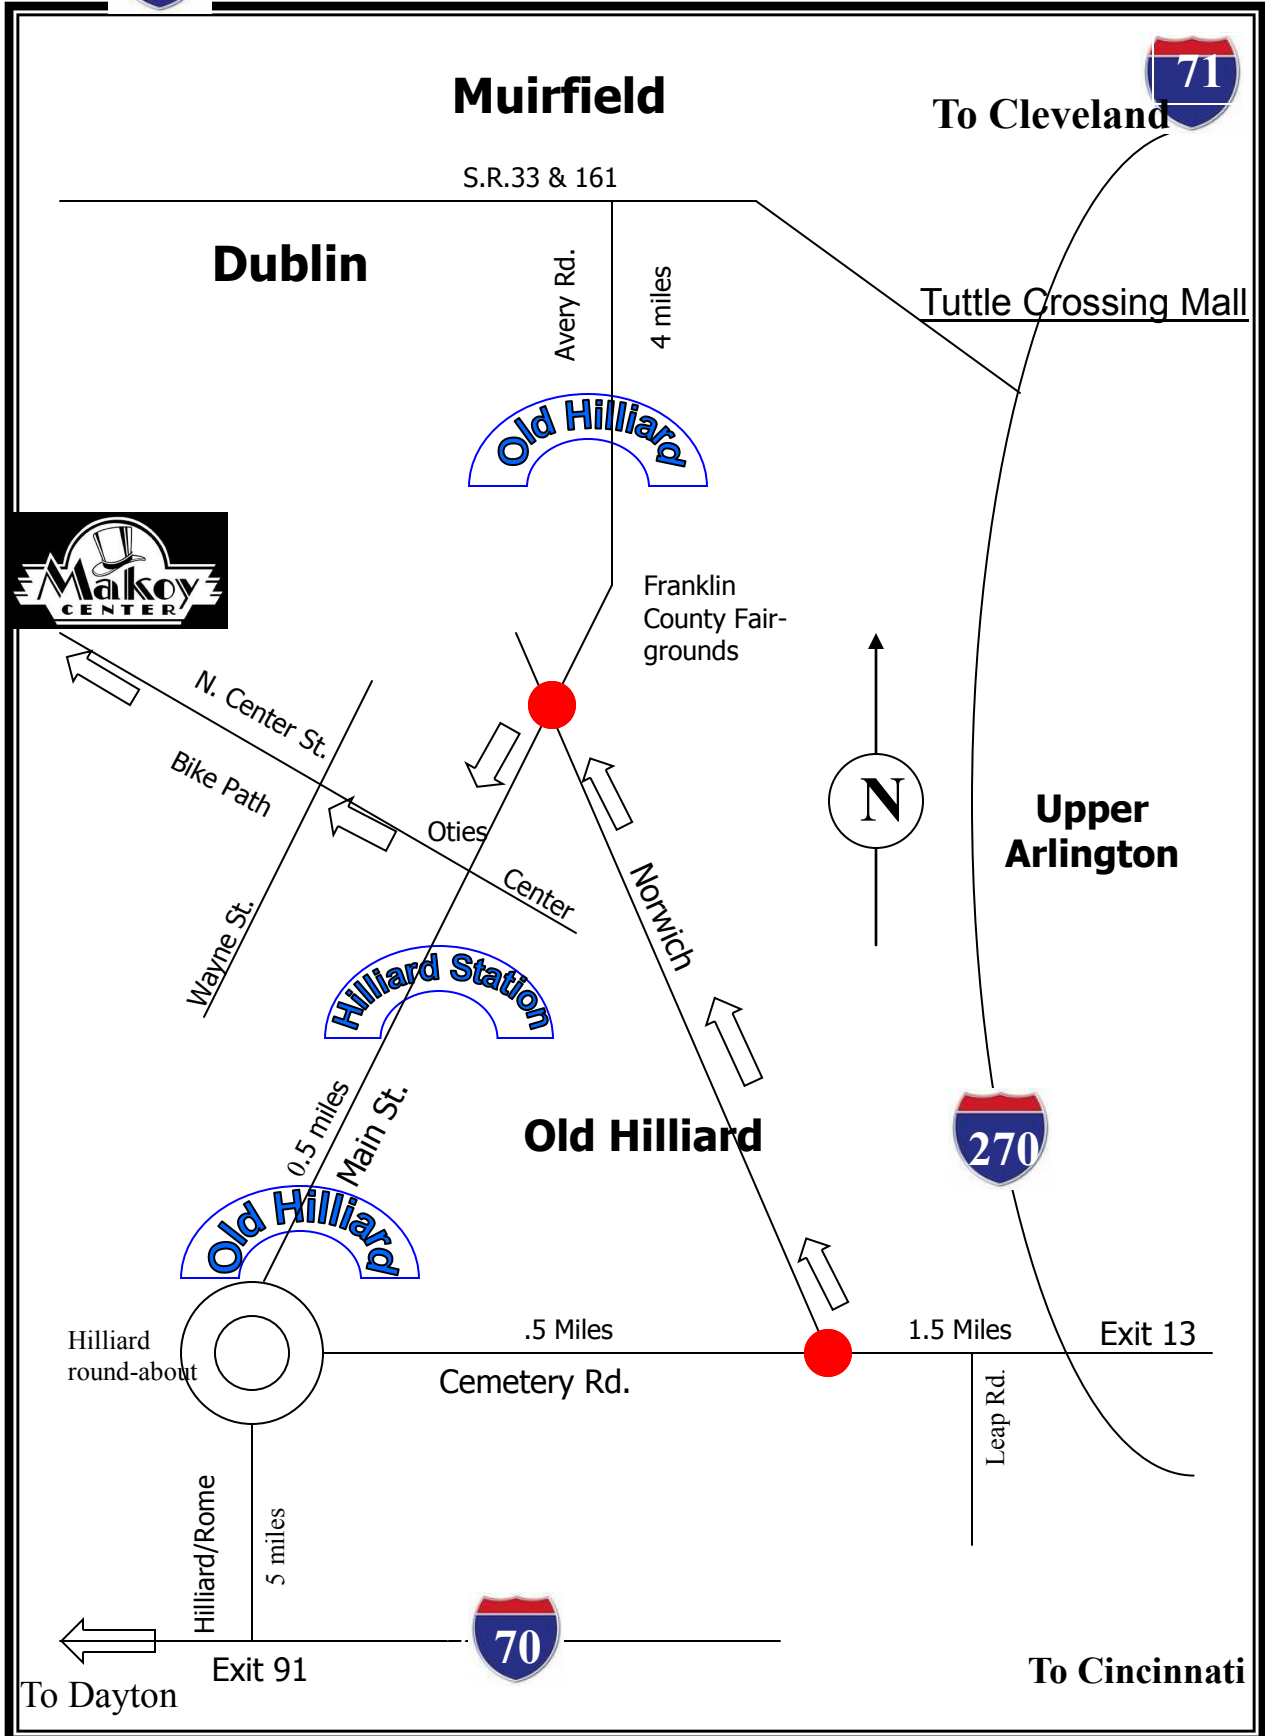 71
Muirfield
To Cleveland
S.R.33 & 161
Dublin
Avery Rd.
4 miles
Tuttle Crossing Mall
Old Hilliard
Makoy
CENTER
Franklin
County Fair-
grounds
N. Center St.
Bike Path
Oties
Center
N
Upper
Arlington
Norwich
Wayne St.
Hilliard Station
0.5 miles
Main St.
Old Hilliard
270
Old Hilliard
Hilliard
round-about
.5 Miles
1.5 Miles
Exit 13
Cemetery Rd.
Leap Rd.
Hilliard/Rome
5 miles
70
Exit 91
To Dayton
To Cincinnati